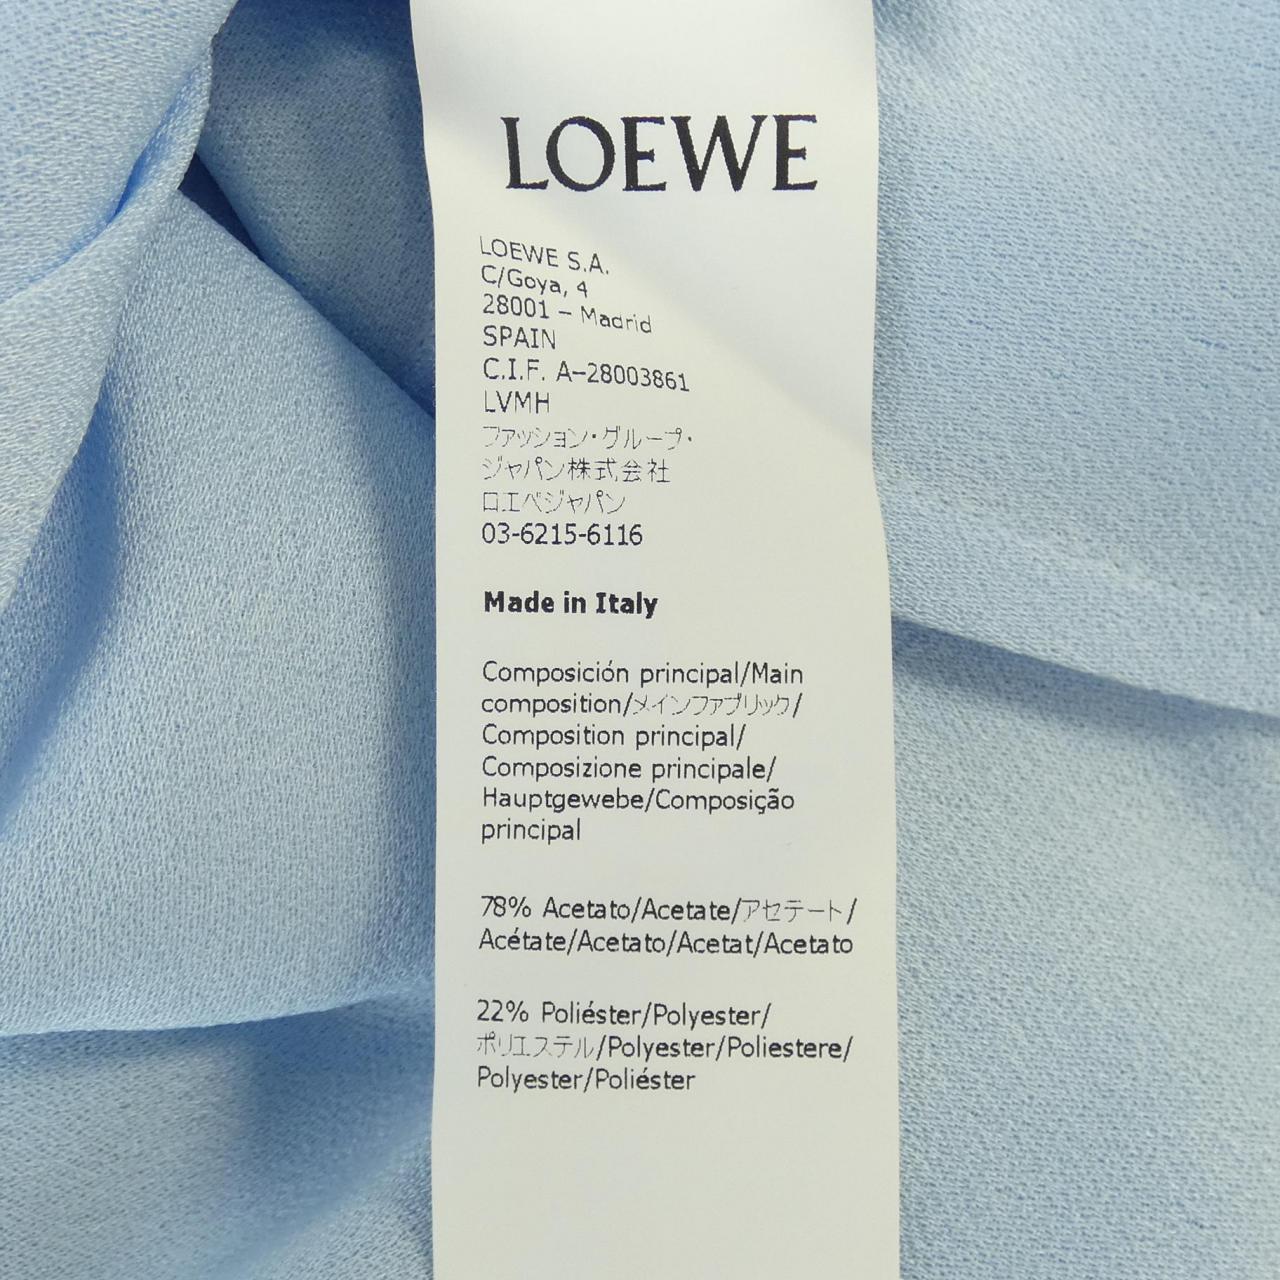 LOEWE
LOEWE S.A.
C/Goya, 4
28001 – Madrid
SPAIN
C.I.F. A–28003861
LVMH
ファッション・グループ・
ジャパン株式会社
ロエベジャパン
03-6215-6116
Made in Italy
Composición principal/Main
composition/メインファブリック/
Composition principal/
Composizione principale/
Hauptgewebe/Composição
principal
78% Acetato/Acetate/アセテート/
Acétate/Acetato/Acetat/Acetato
22% Poliéster/Polyester/
ポリエステル/Polyester/Poliestere/
Polyester/Poliéster